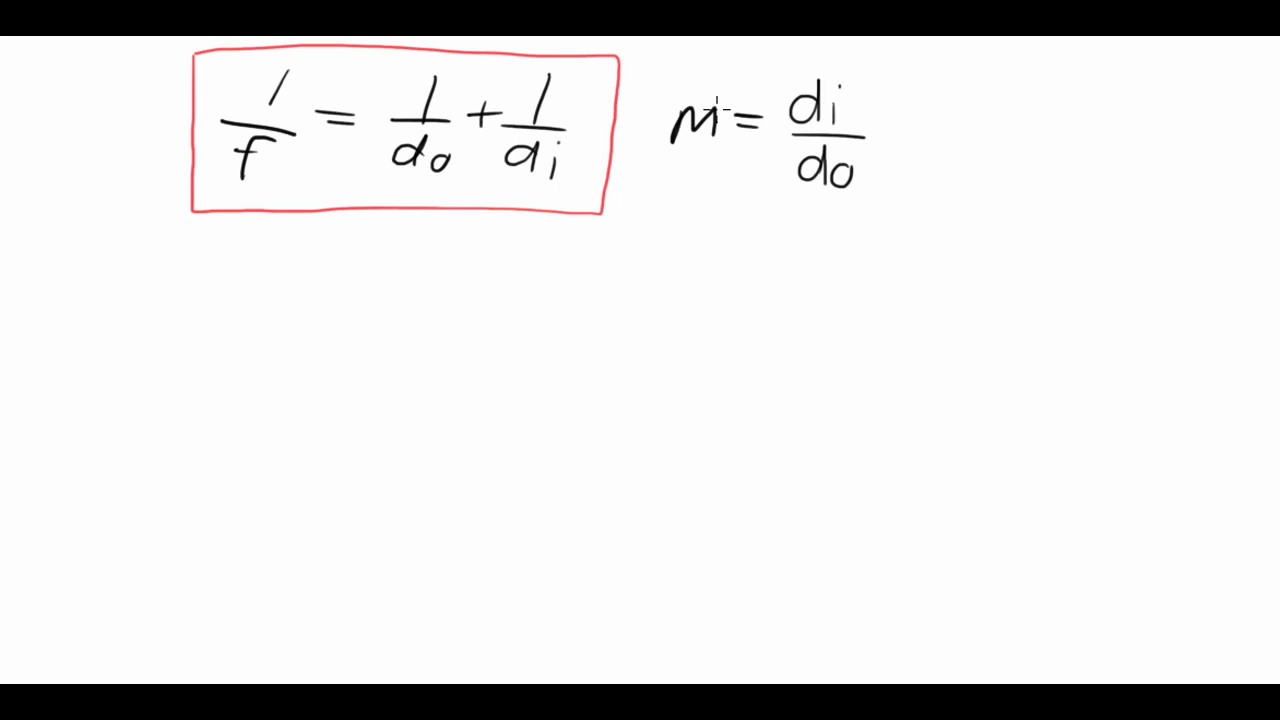 1/f = 1/do + 1/di
M = di/do